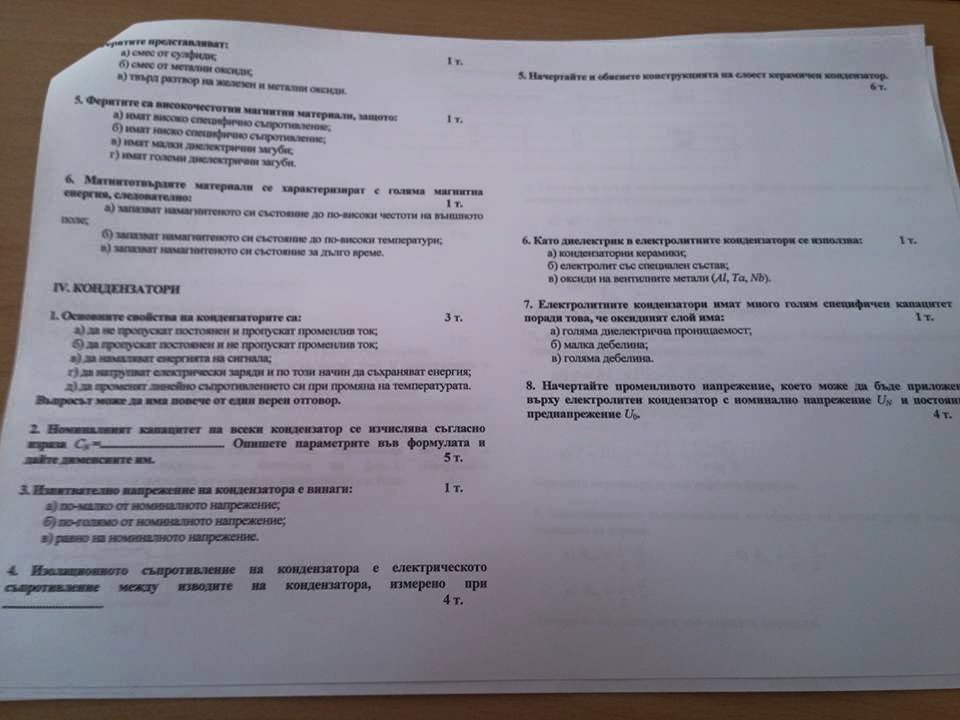 представляват:
а) смес от сулфиди;
б) смес от метални оксиди; 1 т.
в) твърд разтвор на железен и метални оксиди.
5. Феритите са високочестотни магнитни материали, защото: 1 т.
а) имат високо специфично съпротивление;
б) имат ниско специфично съпротивление;
в) имат малки диелектрични загуби;
г) имат големи диелектрични загуби.
6. Магнитотвърдите материали се характеризират с голяма магнитна
енергия, следователно: 1 т.
а) запазват намагнитеното си състояние до по-високи честоти на външното
поле;
б) запазват намагнитеното си състояние до по-високи температури;
в) запазват намагнитеното си състояние за дълго време.
IV. КОНДЕНЗАТОРИ
1. Основните свойства на кондензаторите са: 3 т.
а) да не пропускат постоянен и пропускат променлив ток;
б) да пропускат постоянен и не пропускат променлив ток;
в) да намаляват енергията на сигнала;
г) да натрупват електрически заряди и по този начин да съхраняват енергия;
д) да променят линейно съпротивлението си при промяна на температурата.
Въпросът може да има повече от един верен отговор.
2. Номиналният капацитет на всеки кондензатор се изчислява съгласно
израза C_N =____________ Опишете параметрите във формулата и
дайте дименсиите им. 5 т.
3. Изпитвателно напрежение на кондензатора е винаги: 1 т.
а) по-малко от номиналното напрежение;
б) по-голямо от номиналното напрежение;
в) равно на номиналното напрежение.
4. Изолационното съпротивление на кондензатора е електрическото
съпротивление между изводите на кондензатора, измерено при
____________ 4 т.
5. Начертайте и обяснете конструкцията на слоест керамичен кондензатор.
6 т.
6. Като диелектрик в електролитните кондензатори се използва: 1 т.
а) кондензаторни керамики;
б) електролит със специален състав;
в) оксиди на вентилните метали (Al, Ta, Nb).
7. Електролитните кондензатори имат много голям специфичен капацитет
поради това, че оксидният слой има: 1 т.
а) голяма диелектрична проницаемост;
б) малка дебелина;
в) голяма дебелина.
8. Начертайте променливото напрежение, което може да бъде приложен
върху електролитен кондензатор с номинално напрежение U_N и постоянн
преднапрежение U_0. 4 т.